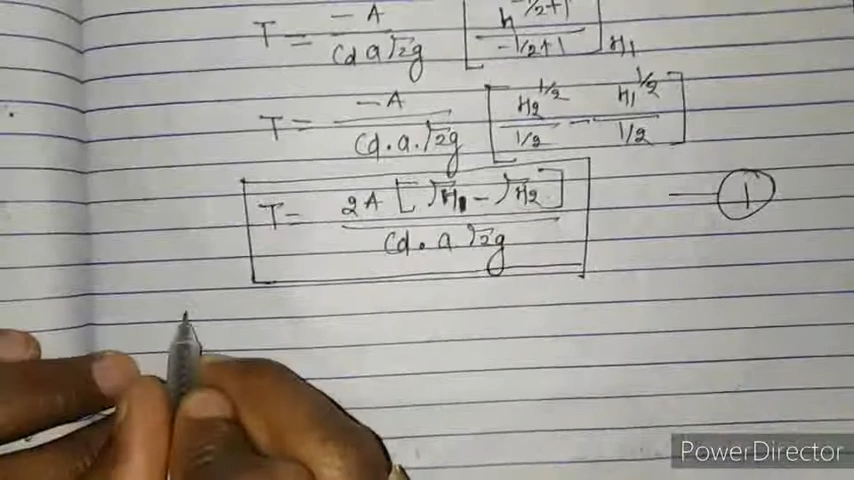 T = -A / Cd a √2g [ h^-1/2+1 / -1/2+1 ] H1
T = -A / Cd . a . √2g [ H2^1/2 / 1/2 - H1^1/2 / 1/2 ]
T = 2A [ √H1 - √H2 ] / Cd . a √2g — 1
PowerDirector